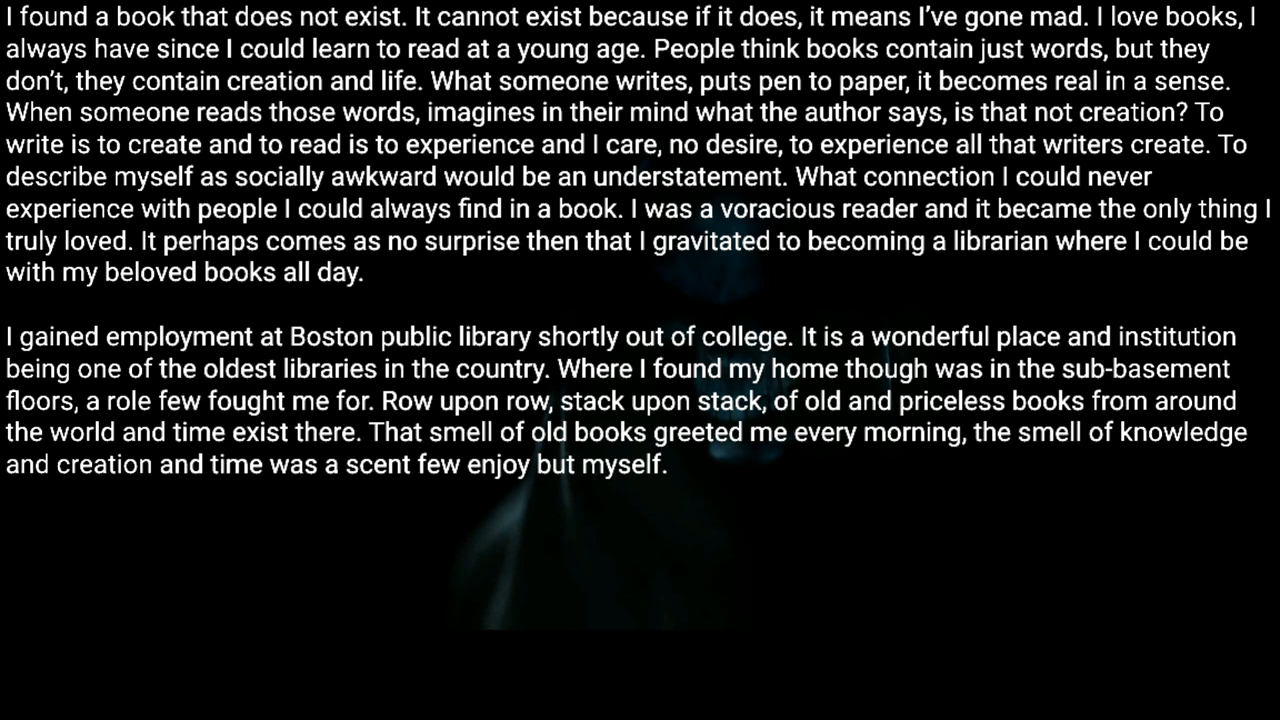 I found a book that does not exist. It cannot exist because if it does, it means I’ve gone mad. I love books, I
always have since I could learn to read at a young age. People think books contain just words, but they
don’t, they contain creation and life. What someone writes, puts pen to paper, it becomes real in a sense.
When someone reads those words, imagines in their mind what the author says, is that not creation? To
write is to create and to read is to experience and I care, no desire, to experience all that writers create. To
describe myself as socially awkward would be an understatement. What connection I could never
experience with people I could always find in a book. I was a voracious reader and it became the only thing I
truly loved. It perhaps comes as no surprise then that I gravitated to becoming a librarian where I could be
with my beloved books all day.
I gained employment at Boston public library shortly out of college. It is a wonderful place and institution
being one of the oldest libraries in the country. Where I found my home though was in the sub-basement
floors, a role few fought me for. Row upon row, stack upon stack, of old and priceless books from around
the world and time exist there. That smell of old books greeted me every morning, the smell of knowledge
and creation and time was a scent few enjoy but myself.